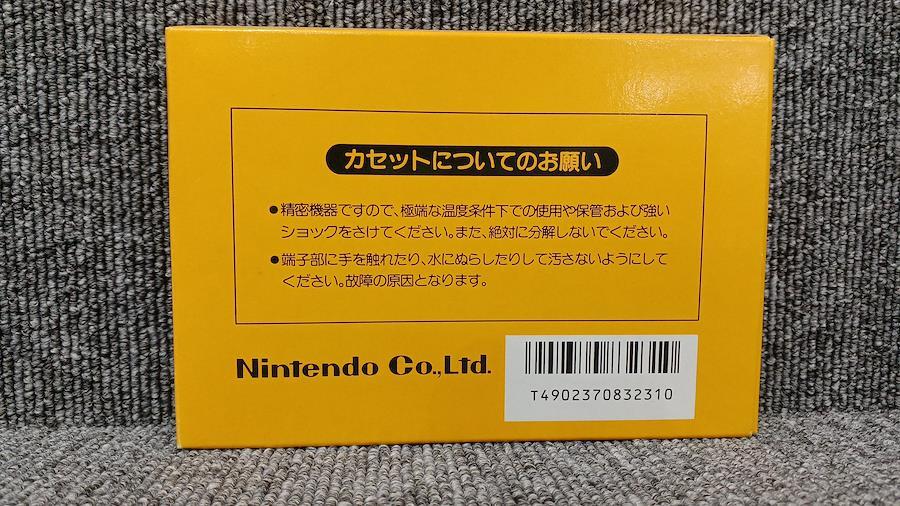 カセットについてのお願い
●精密機器ですので、極端な温度条件下での使用や保管および強い
ショックをさけてください。また、絶対に分解しないでください。
●端子部に手を触れたり、水にぬらしたりして汚さないようにして
ください。故障の原因となります。
Nintendo Co.,Ltd.
T4902370832310